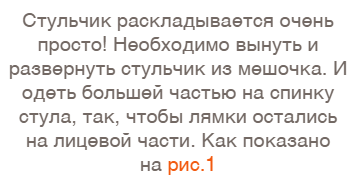 Стульчик раскладывается очень
просто! Необходимо вынуть и
развернуть стульчик из мешочка. И
одеть большей частью на спинку
стула, так, чтобы лямки остались
на лицевой части. Как показано
на рис.1